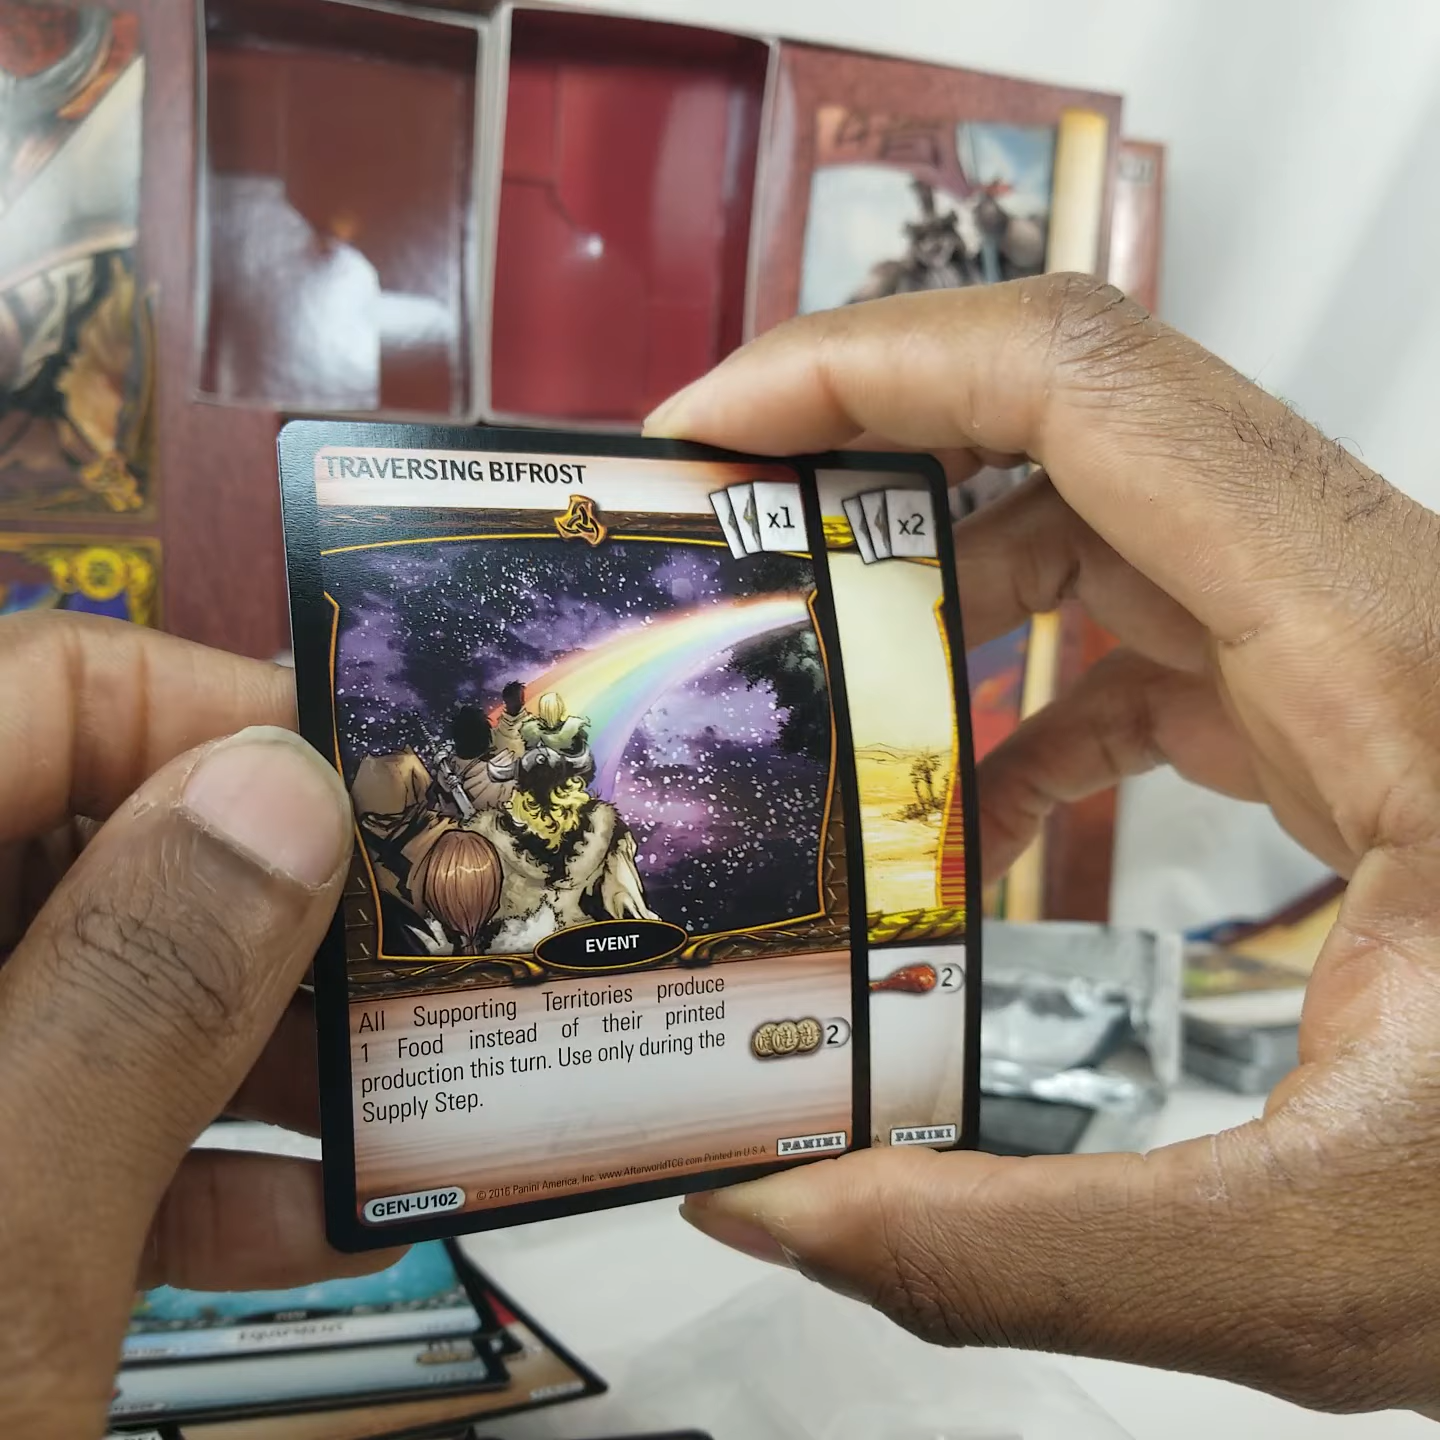 TRAVERSING BIFROST
x1
x2
EVENT
All Supporting Territories produce
1 Food instead of their printed
production this turn. Use only during the
Supply Step.
2
2
PANINI
PANINI
GEN-U102
© 2016 Panini America, Inc. www.AfterworldTCG.com Printed in U.S.A.
EQUIPMENT